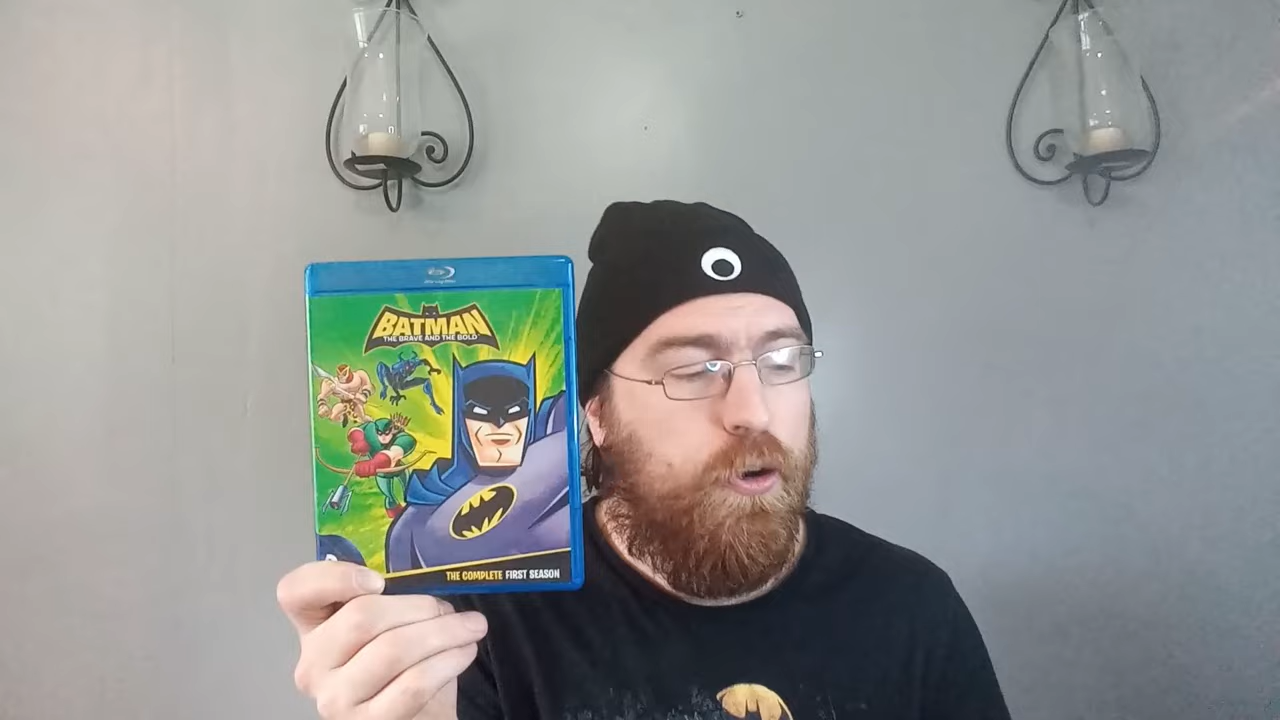 BATMAN
THE BRAVE AND THE BOLD
THE COMPLETE FIRST SEASON